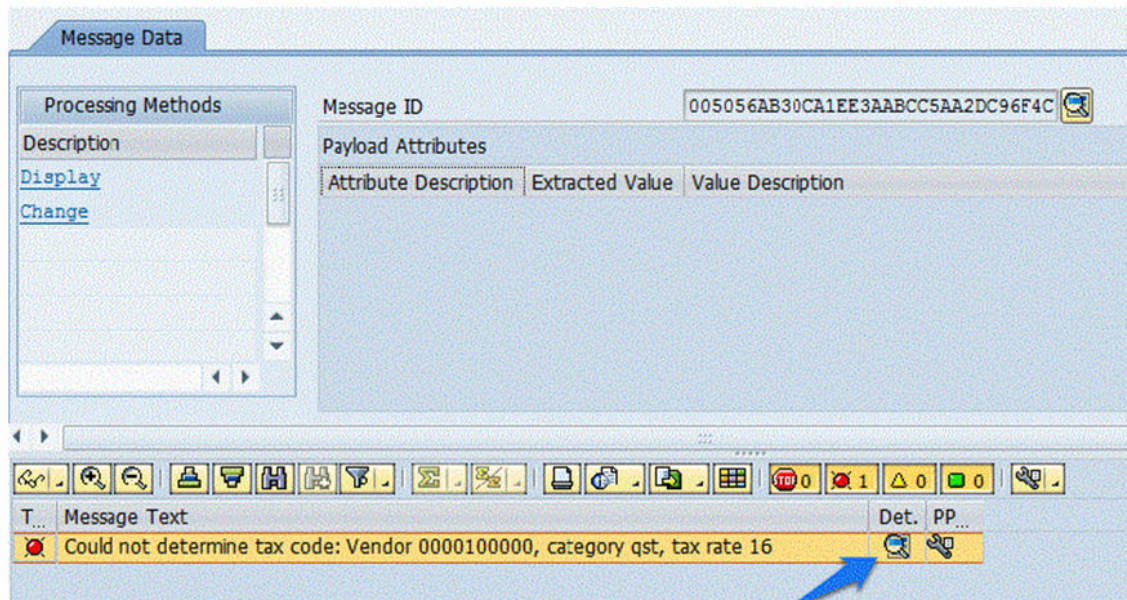 Message Data
Processing Methods
Description
Display
Change
Message ID 005056AB30CA1EE3AABCC5AA2DC96F4C
Payload Attributes
Attribute Description Extracted Value Value Description
STOP 0 1 0 0
T... Message Text Det. PP...
Could not determine tax code: Vendor 0000100000, category qst, tax rate 16